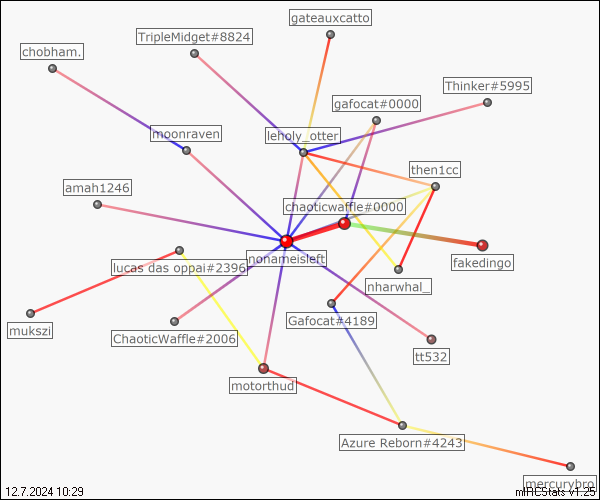 gateauxcatto
TripleMidget#8824
chobham.
Thinker#5995
gafocat#0000
moonraven
leholy_otter
then1cc
amah1246
chaoticwaffle#0000
nonameisleft
fakedingo
lucas das oppai#2396
nharwhal_
Gafocat#4189
mukszi
ChaoticWaffle#2006
tt532
motorthud
Azure Reborn#4243
mercurybro
12.7.2024 10:29
mIRCStats v1.25